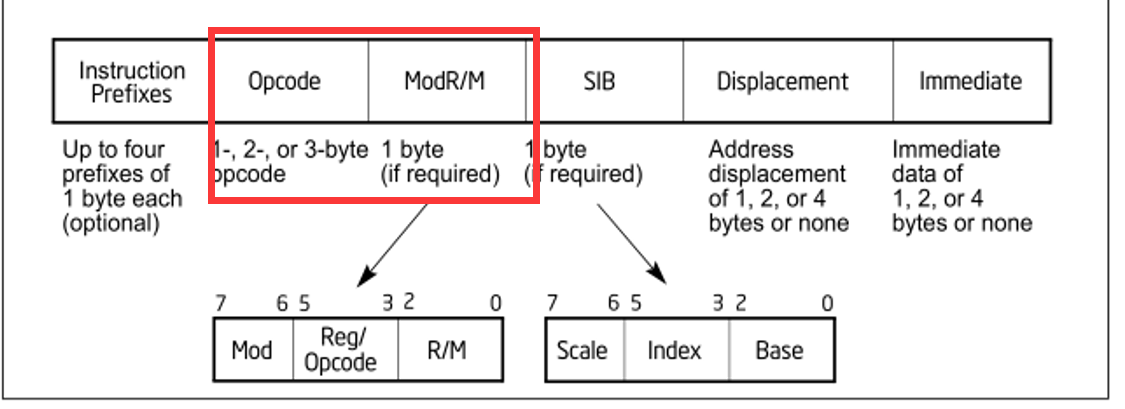 Instruction
Prefixes
Opcode
ModR/M
SIB
Displacement
Immediate
Up to four
prefixes of
1 byte each
(optional)
1-, 2-, or 3-byte
opcode
1 byte
(if required)
1 byte
(if required)
Address
displacement
of 1, 2, or 4
bytes or none
Immediate
data of
1, 2, or 4
bytes or none
7 6 5 3 2 0
Mod
Reg/
Opcode
R/M
7 6 5 3 2 0
Scale
Index
Base